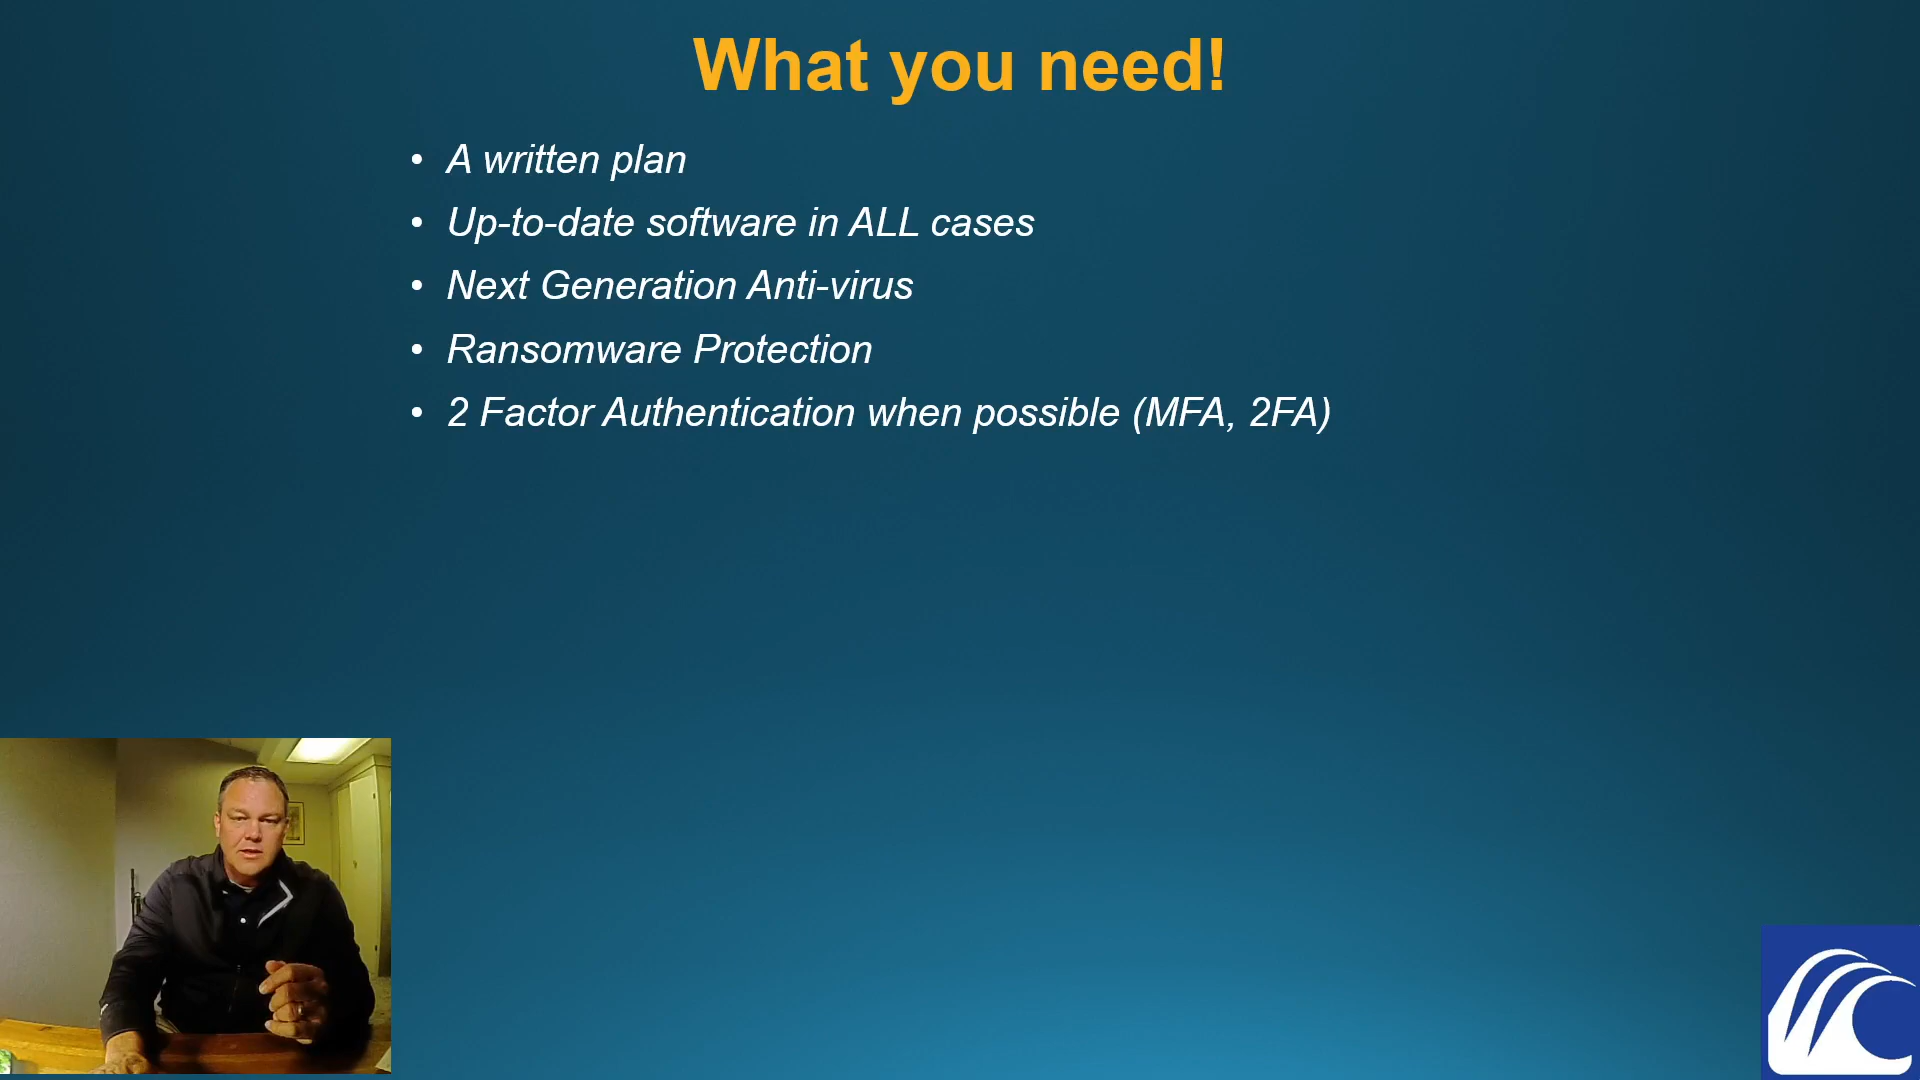 What you need!
• A written plan
• Up-to-date software in ALL cases
• Next Generation Anti-virus
• Ransomware Protection
• 2 Factor Authentication when possible (MFA, 2FA)